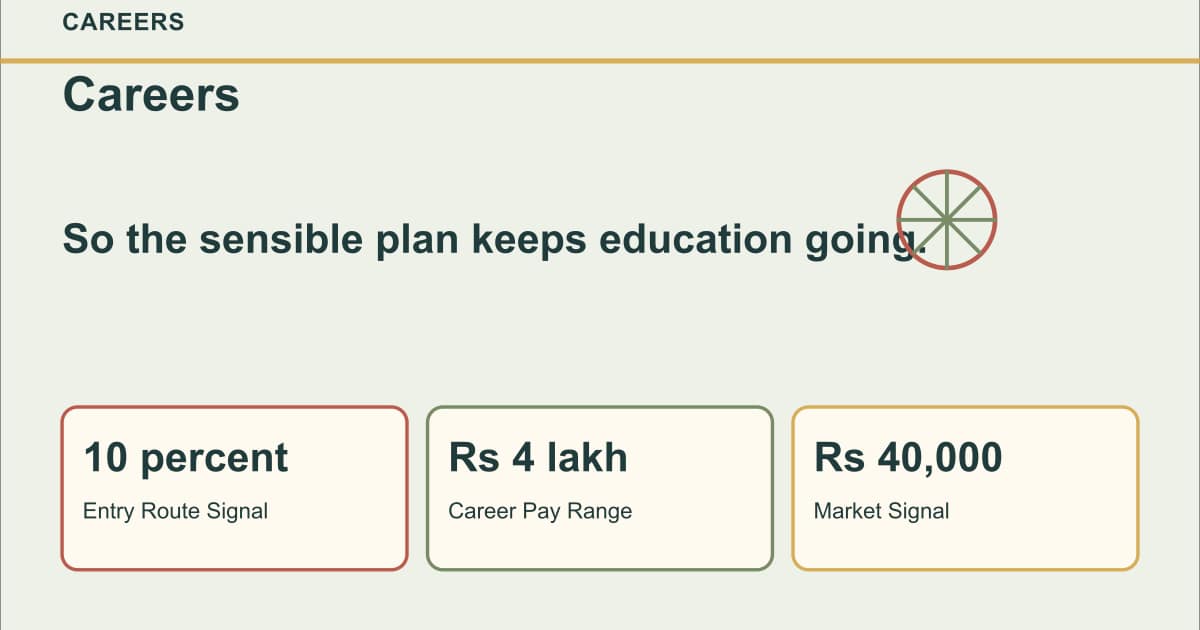 CAREERS
Careers
So the sensible plan keeps education going.
10 percent
Entry Route Signal
Rs 4 lakh
Career Pay Range
Rs 40,000
Market Signal